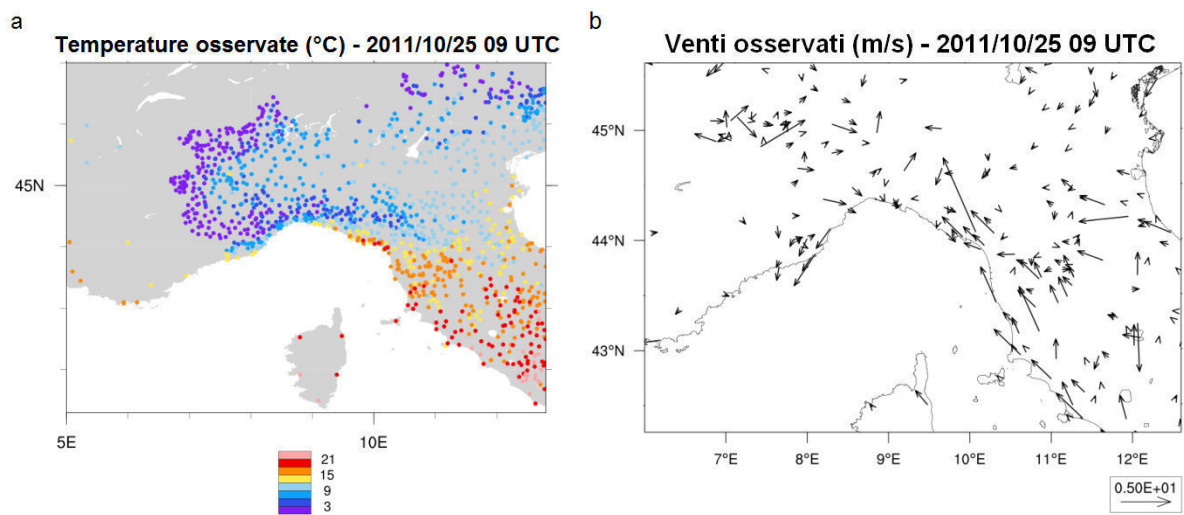 a
Temperature osservate (°C) - 2011/10/25 09 UTC
45N
5E
10E
21
15
9
3
b
Venti osservati (m/s) - 2011/10/25 09 UTC
45°N
44°N
43°N
7°E
8°E
9°E
10°E
11°E
12°E
0.50E+01